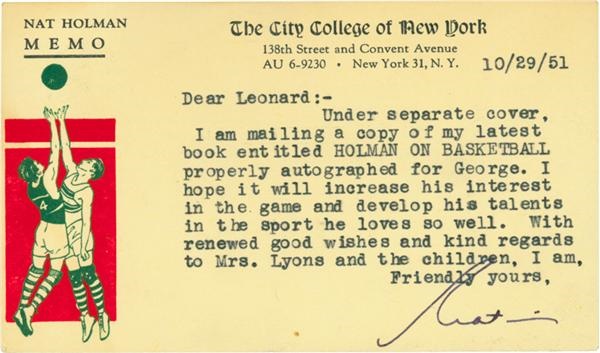 NAT HOLMAN
MEMO
The City College of New York
138th Street and Convent Avenue
AU 6-9230 • New York 31, N. Y.
10/29/51
Dear Leonard:-
Under separate cover,
I am mailing a copy of my latest
book entitled HOLMAN ON BASKETBALL
properly autographed for George. I
hope it will increase his interest
in the game and develop his talents
in the sport he loves so well. With
renewed good wishes and kind regards
to Mrs. Lyons and the children, I am,
Friendly yours,
Nat
4